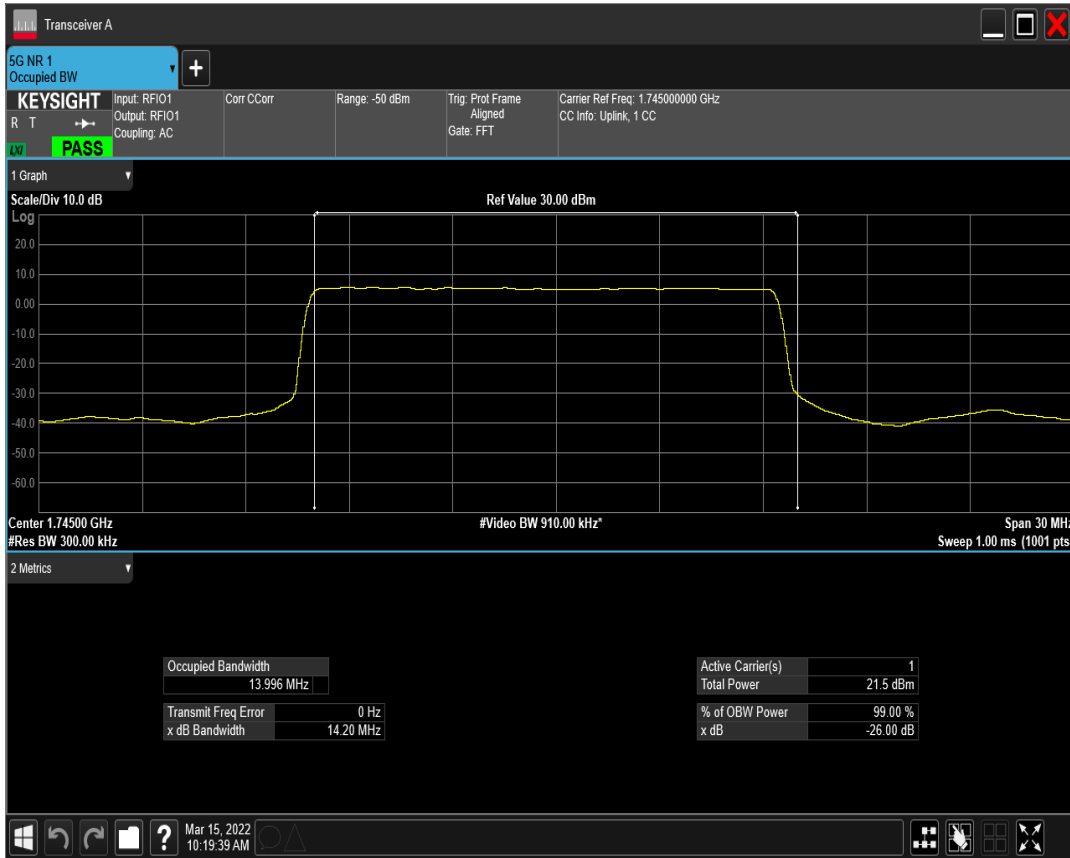 Transceiver A
5G NR 1
Occupied BW
+
KEYSIGHT
R T
LXI
PASS
Input: RFIO1
Output: RFIO1
Coupling: AC
Corr CCorr
Range: -50 dBm
Trig: Prot Frame
Aligned
Gate: FFT
Carrier Ref Freq: 1.745000000 GHz
CC Info: Uplink, 1 CC
1 Graph
Scale/Div 10.0 dB
Ref Value 30.00 dBm
Log
20.0
10.0
0.00
-10.0
-20.0
-30.0
-40.0
-50.0
-60.0
Center 1.74500 GHz
#Video BW 910.00 kHz*
Span 30 MHz
#Res BW 300.00 kHz
Sweep 1.00 ms (1001 pts
2 Metrics
Occupied Bandwidth
13.996 MHz
Transmit Freq Error 0 Hz
x dB Bandwidth 14.20 MHz
Active Carrier(s) 1
Total Power 21.5 dBm
% of OBW Power 99.00 %
x dB -26.00 dB
?
Mar 15, 2022
10:19:39 AM